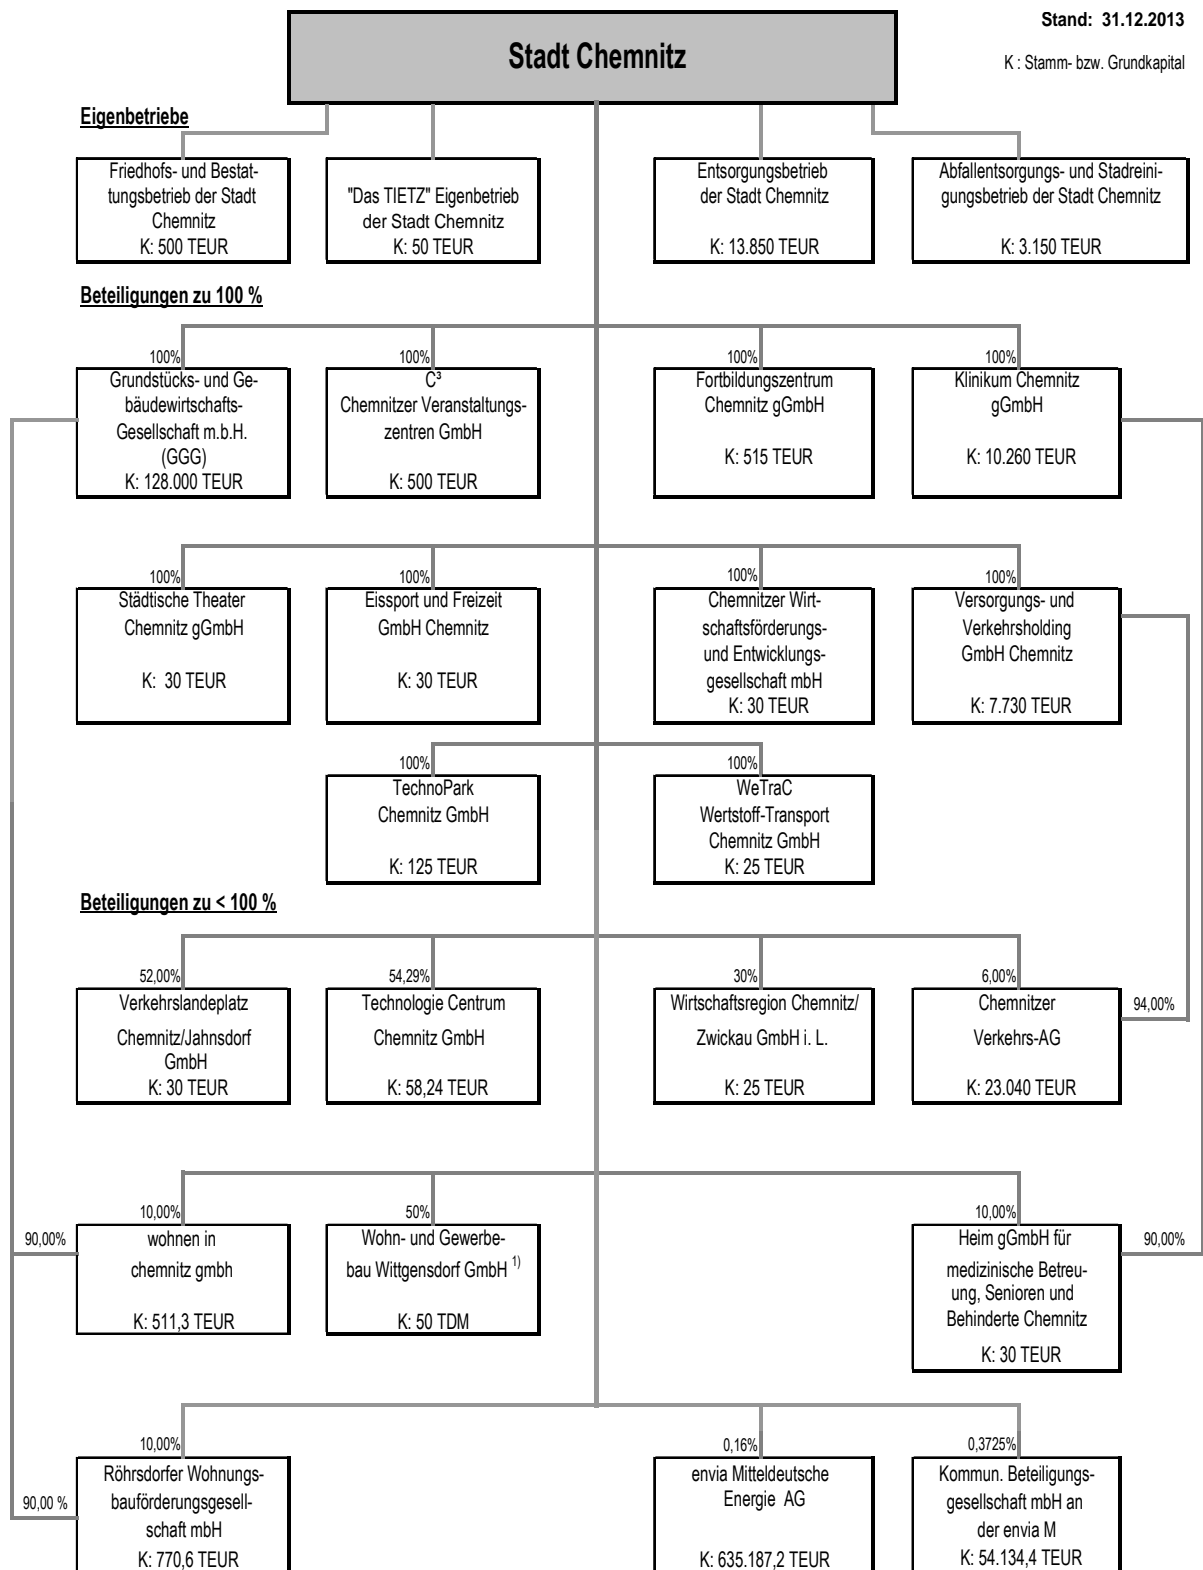 Stand: 31.12.2013
Stadt Chemnitz
K : Stamm- bzw. Grundkapital
Eigenbetriebe
Friedhofs- und Bestat-
tungsbetrieb der Stadt
Chemnitz
K: 500 TEUR
"Das TIETZ" Eigenbetrieb
der Stadt Chemnitz
K: 50 TEUR
Entsorgungsbetrieb
der Stadt Chemnitz
K: 13.850 TEUR
Abfallentsorgungs- und Stadreini-
gungsbetrieb der Stadt Chemnitz
K: 3.150 TEUR
Beteiligungen zu 100 %
100%
Grundstücks- und Ge-
bäudewirtschafts-
Gesellschaft m.b.H.
(GGG)
K: 128.000 TEUR
100%
C³
Chemnitzer Veranstaltungs-
zentren GmbH
K: 500 TEUR
100%
Fortbildungszentrum
Chemnitz gGmbH
K: 515 TEUR
100%
Klinikum Chemnitz
gGmbH
K: 10.260 TEUR
100%
Städtische Theater
Chemnitz gGmbH
K: 30 TEUR
100%
Eissport und Freizeit
GmbH Chemnitz
K: 30 TEUR
100%
Chemnitzer Wirt-
schaftsförderungs-
und Entwicklungs-
gesellschaft mbH
K: 30 TEUR
100%
Versorgungs- und
Verkehrsholding
GmbH Chemnitz
K: 7.730 TEUR
100%
TechnoPark
Chemnitz GmbH
K: 125 TEUR
100%
WeTraC
Wertstoff-Transport
Chemnitz GmbH
K: 25 TEUR
Beteiligungen zu < 100 %
52,00%
Verkehrslandeplatz
Chemnitz/Jahnsdorf
GmbH
K: 30 TEUR
54,29%
Technologie Centrum
Chemnitz GmbH
K: 58,24 TEUR
30%
Wirtschaftsregion Chemnitz/
Zwickau GmbH i. L.
K: 25 TEUR
6,00%
Chemnitzer
Verkehrs-AG
K: 23.040 TEUR
94,00%
90,00%
10,00%
wohnen in
chemnitz gmbh
K: 511,3 TEUR
50%
Wohn- und Gewerbe-
bau Wittgensdorf GmbH 1)
K: 50 TDM
10,00%
Heim gGmbH für
medizinische Betreu-
ung, Senioren und
Behinderte Chemnitz
K: 30 TEUR
90,00%
90,00 %
10,00%
Röhrsdorfer Wohnungs-
bauförderungsgesell-
schaft mbH
K: 770,6 TEUR
0,16%
envia Mitteldeutsche
Energie AG
K: 635.187,2 TEUR
0,3725%
Kommun. Beteiligungs-
gesellschaft mbH an
der envia M
K: 54.134,4 TEUR